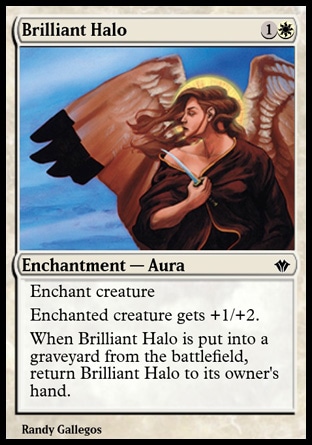 Brilliant Halo 1
Enchantment — Aura
Enchant creature
Enchanted creature gets +1/+2.
When Brilliant Halo is put into a
graveyard from the battlefield,
return Brilliant Halo to its owner's
hand.
Randy Gallegos